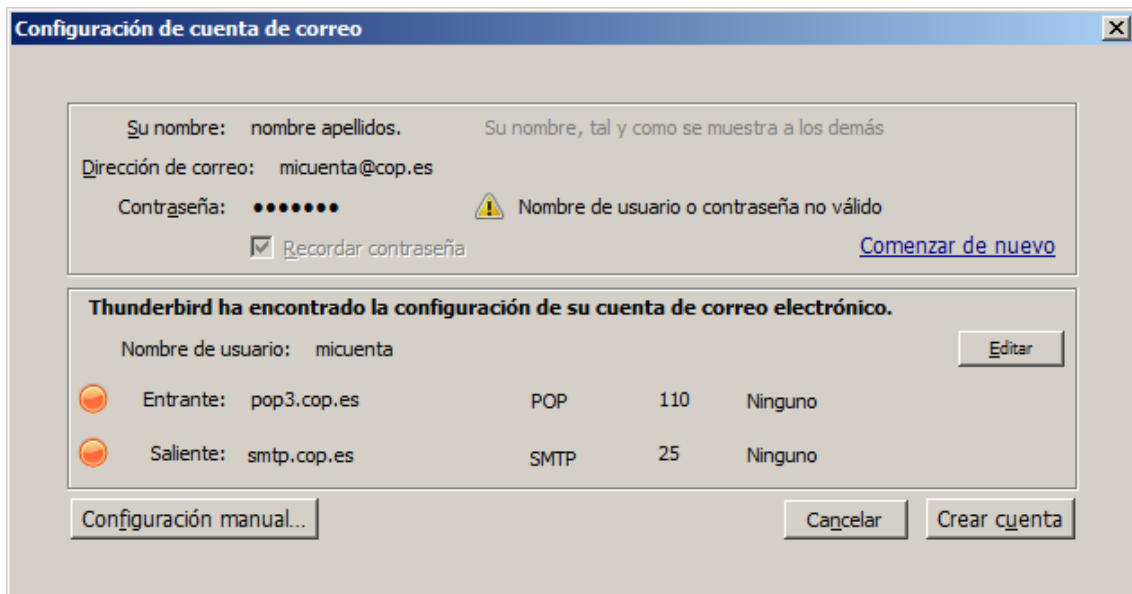 Configuración de cuenta de correo
Su nombre: nombre apellidos. Su nombre, tal y como se muestra a los demás
Dirección de correo: micuenta@cop.es
Contraseña: ●●●●●●● Nombre de usuario o contraseña no válido
Recordar contraseña Comenzar de nuevo
Thunderbird ha encontrado la configuración de su cuenta de correo electrónico.
Nombre de usuario: micuenta Editar
Entrante: pop3.cop.es POP 110 Ninguno
Saliente: smtp.cop.es SMTP 25 Ninguno
Configuración manual... Cancelar Crear cuenta